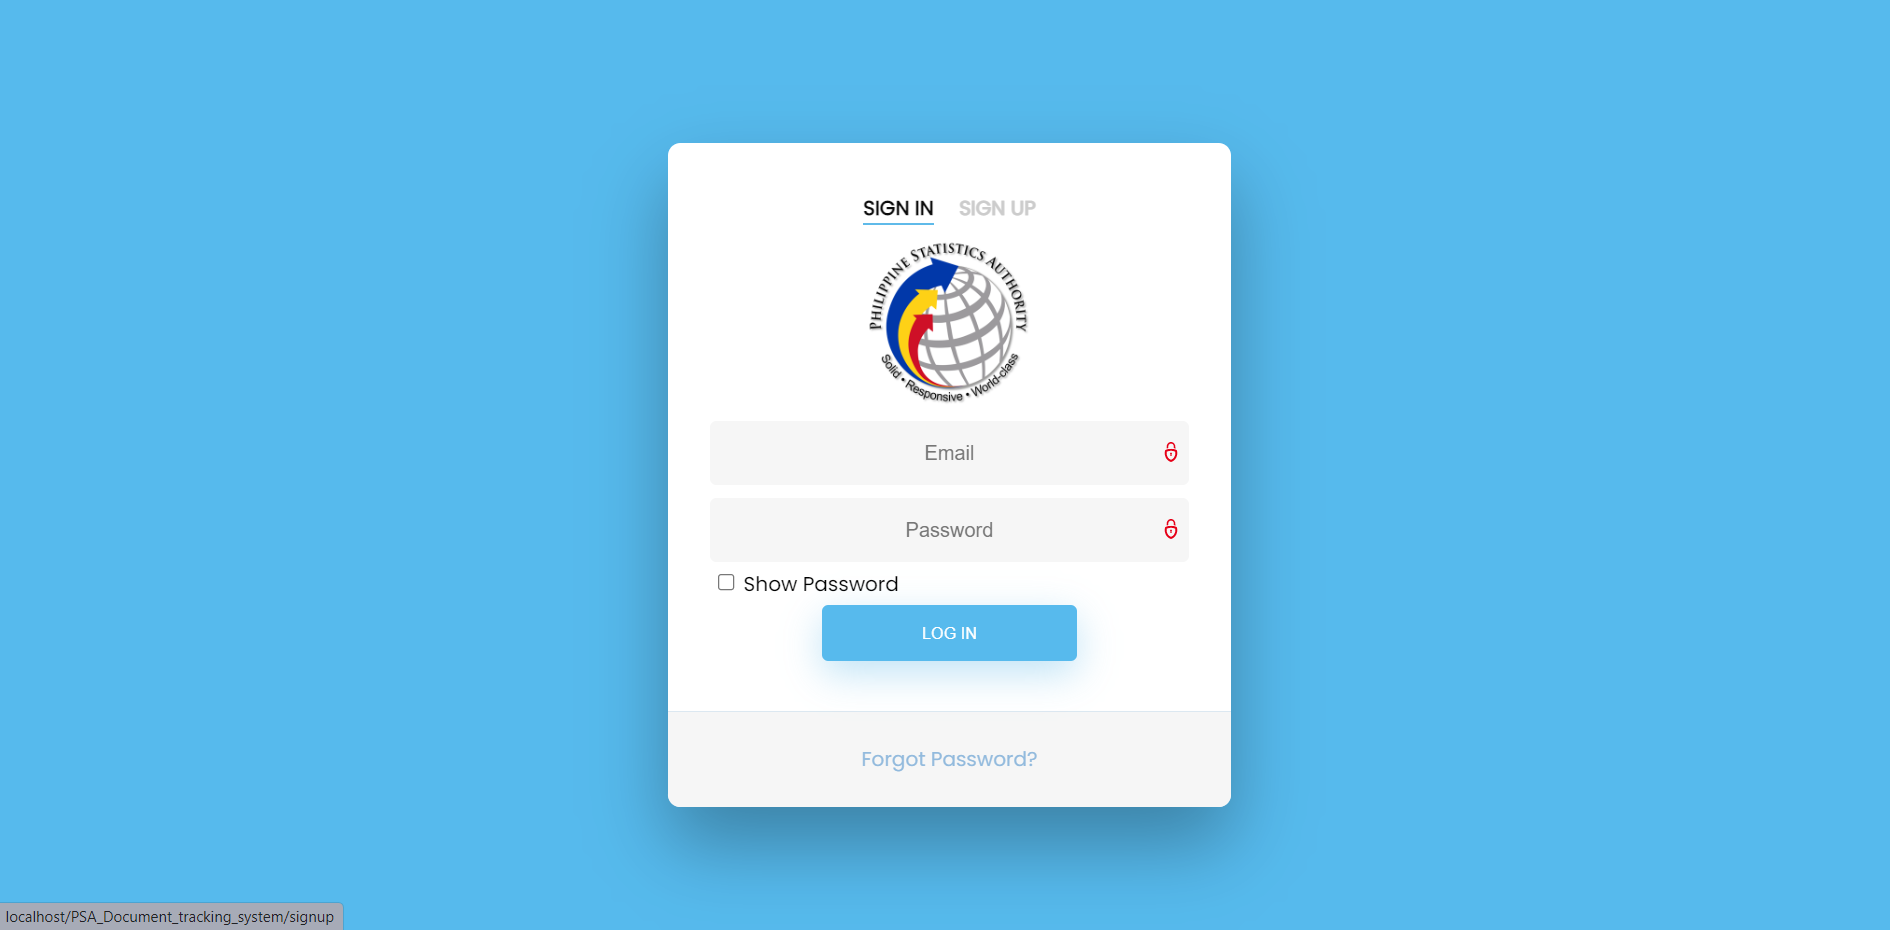 SIGN IN SIGN UP
PHILIPPINE STATISTICS AUTHORITY
Solid • Responsive • World-class
Email
Password
Show Password
LOG IN
Forgot Password?
localhost/PSA_Document_tracking_system/signup